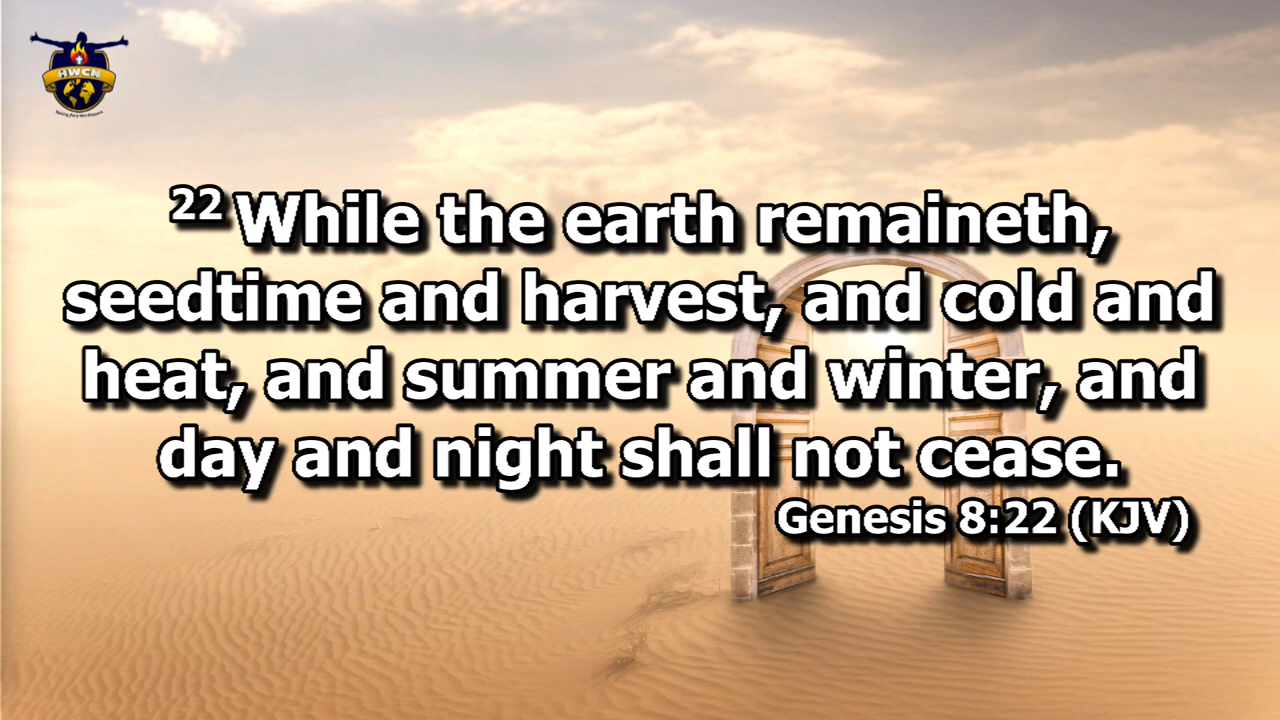 HWCN
22 While the earth remaineth,
seedtime and harvest, and cold and
heat, and summer and winter, and
day and night shall not cease.
Genesis 8:22 (KJV)